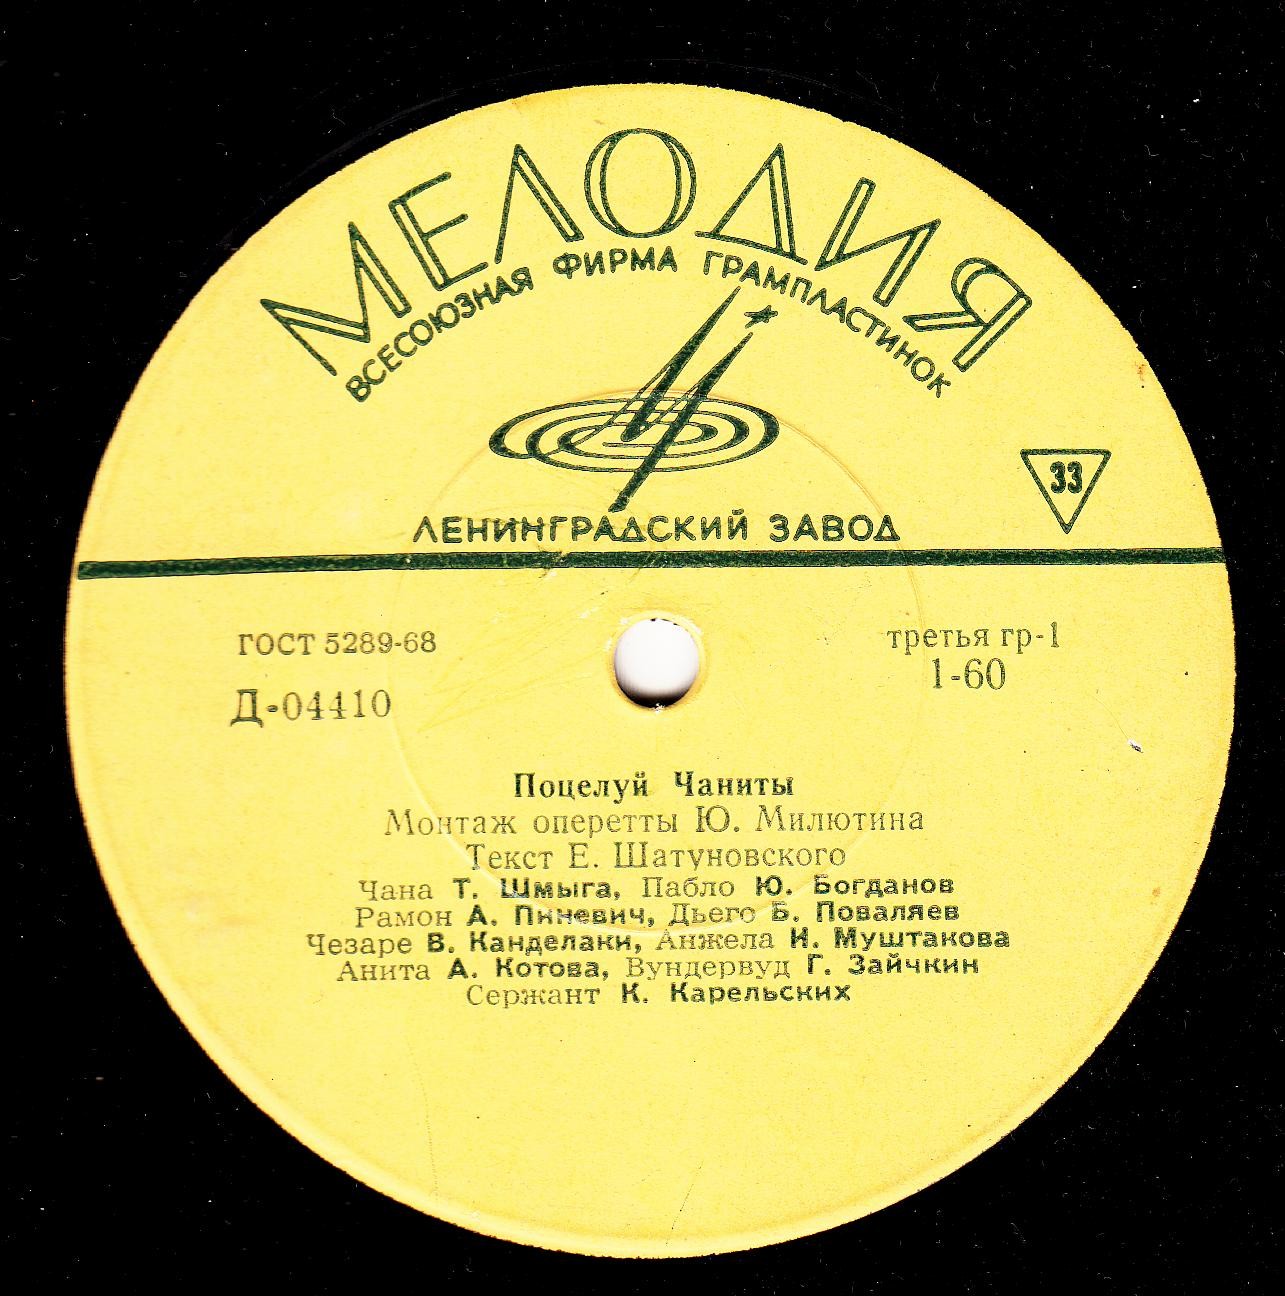 МЕЛОДИЯ
ВСЕСОЮЗНАЯ ФИРМА ГРАМПЛАСТИНОК
33
ЛЕНИНГРАДСКИЙ ЗАВОД
ГОСТ 5289-68
третья гр-1
Д-04410
1-60
Поцелуй Чаниты
Монтаж оперетты Ю. Милютина
Текст Е. Шатуновского
Чана Т. Шмыга, Пабло Ю. Богданов
Рамон А. Пиневич, Дьего Б. Поваляев
Чезаре В. Канделаки, Анжела И. Муштакова
Анита А. Котова, Вундервуд Г. Зайчкин
Сержант К. Карельских